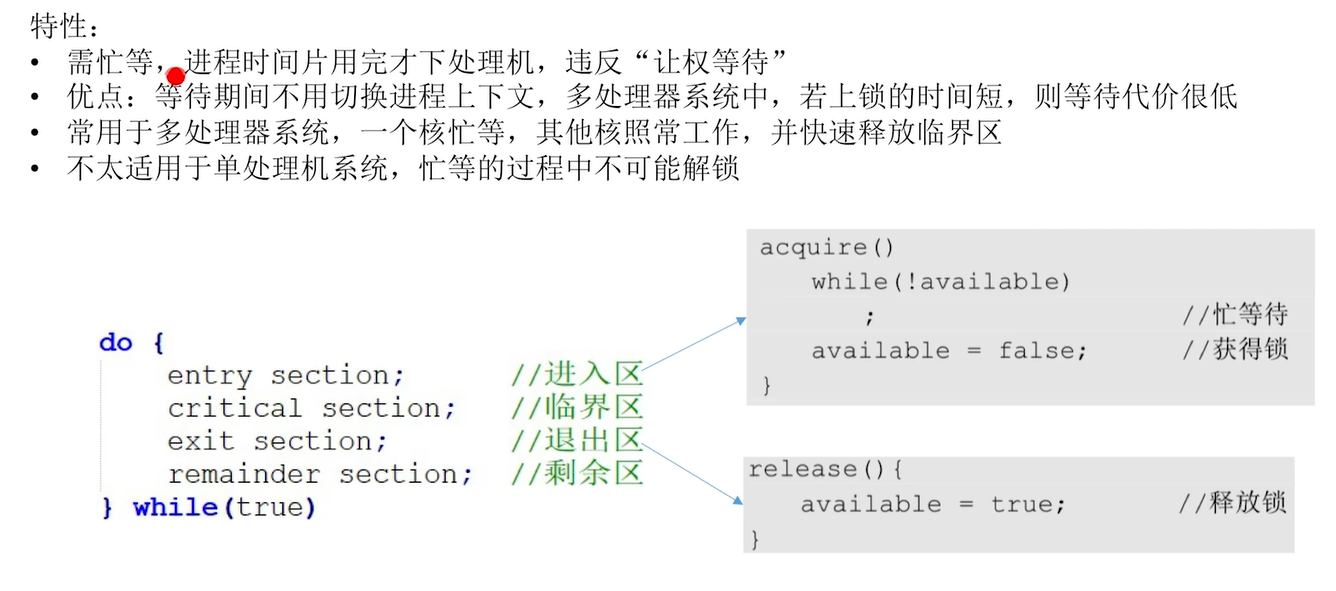 特性：
• 需忙等，进程时间片用完才下处理机，违反“让权等待”
• 优点：等待期间不用切换进程上下文，多处理器系统中，若上锁的时间短，则等待代价很低
• 常用于多处理器系统，一个核忙等，其他核照常工作，并快速释放临界区
• 不太适用于单处理机系统，忙等的过程中不可能解锁
do {
entry section; //进入区
critical section; //临界区
exit section; //退出区
remainder section; //剩余区
} while(true)
acquire()
while(!available)
; //忙等待
available = false; //获得锁
}
release(){
available = true; //释放锁
}